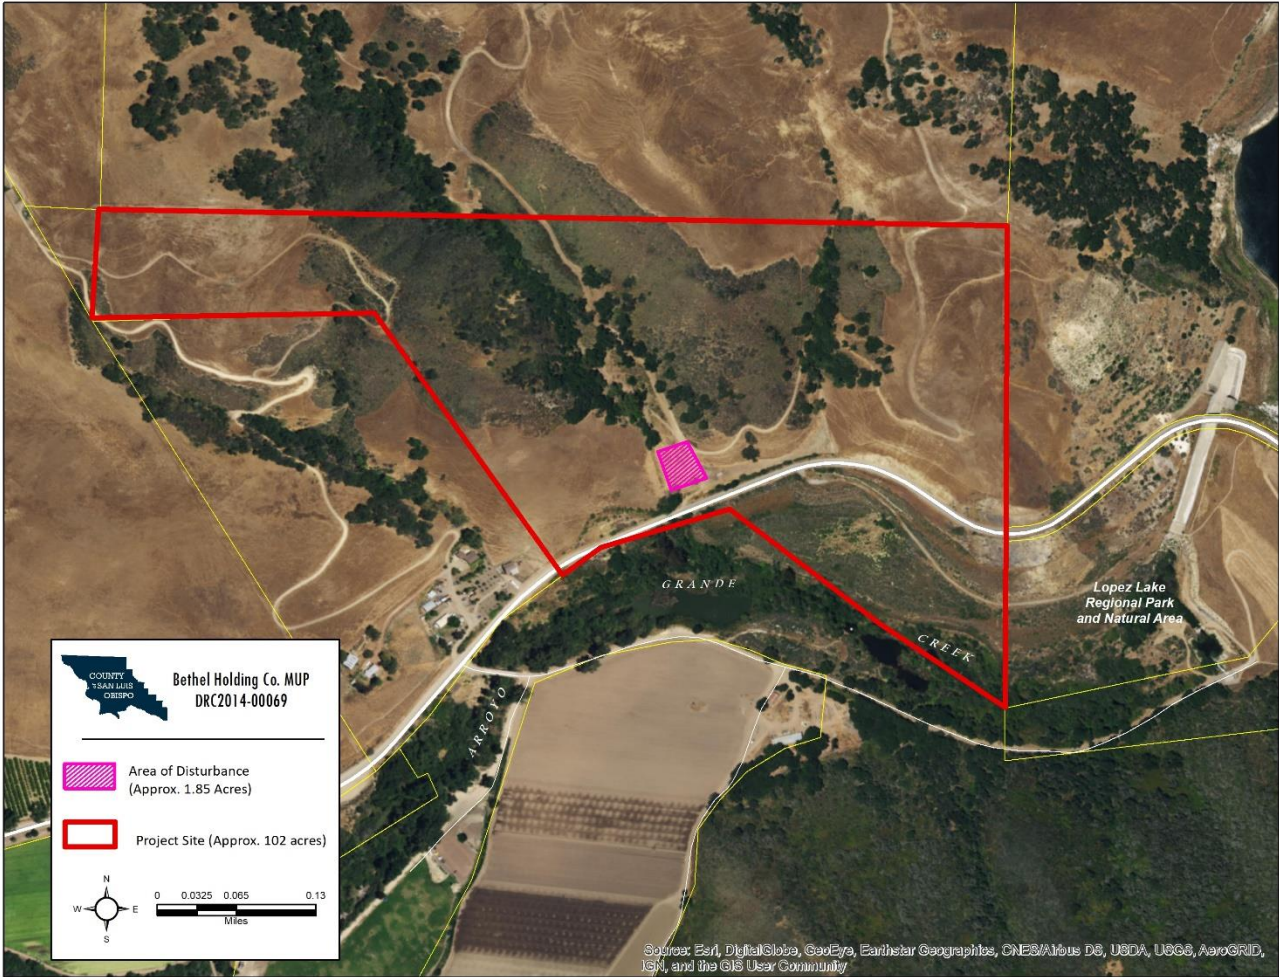 GRANDE
CREEK
ARROYO
Lopez Lake
Regional Park
and Natural Area
COUNTY
SAN LUIS
OBISPO
Bethel Holding Co. MUP
DRC2014-00069
Area of Disturbance
(Approx. 1.85 Acres)
Project Site (Approx. 102 acres)
N
W
E
S
0 0.0325 0.065 0.13
Miles
Source: Esri, DigitalGlobe, GeoEye, Earthstar Geographics, CNES/Airbus DS, USDA, USGS, AeroGRID,
IGN, and the GIS User Community